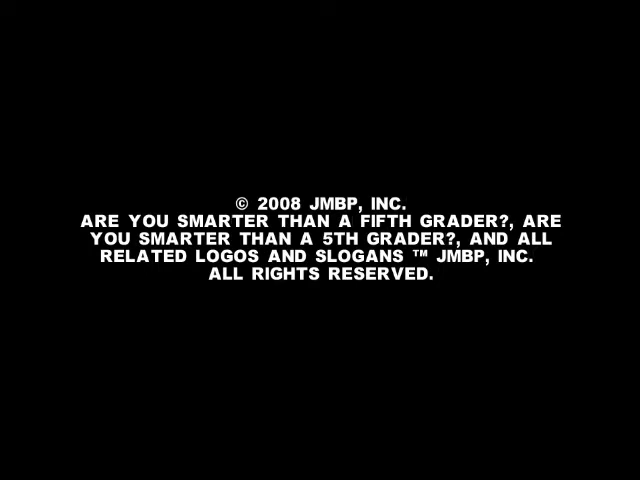 © 2008 JMBP, INC.
ARE YOU SMARTER THAN A FIFTH GRADER?, ARE
YOU SMARTER THAN A 5TH GRADER?, AND ALL
RELATED LOGOS AND SLOGANS ™ JMBP, INC.
ALL RIGHTS RESERVED.